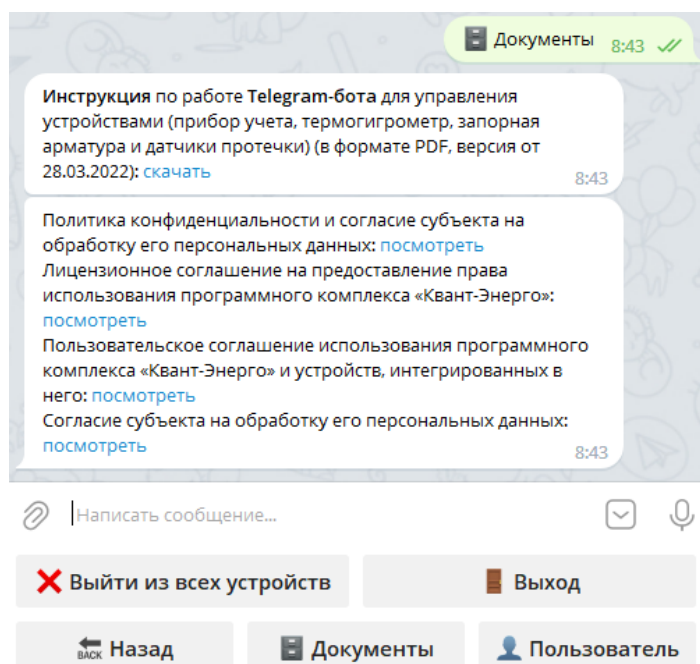 Документы 8:43
Инструкция по работе Telegram-бота для управления
устройствами (прибор учета, термогигрометр, запорная
арматура и датчики протечки) (в формате PDF, версия от
28.03.2022): скачать
8:43
Политика конфиденциальности и согласие субъекта на
обработку его персональных данных: посмотреть
Лицензионное соглашение на предоставление права
использования программного комплекса «Квант-Энерго»:
посмотреть
Пользовательское соглашение использования программного
комплекса «Квант-Энерго» и устройств, интегрированных в
него: посмотреть
Согласие субъекта на обработку его персональных данных:
посмотреть
8:43
Написать сообщение...
Выйти из всех устройств
Выход
BACK Назад
Документы
Пользователь